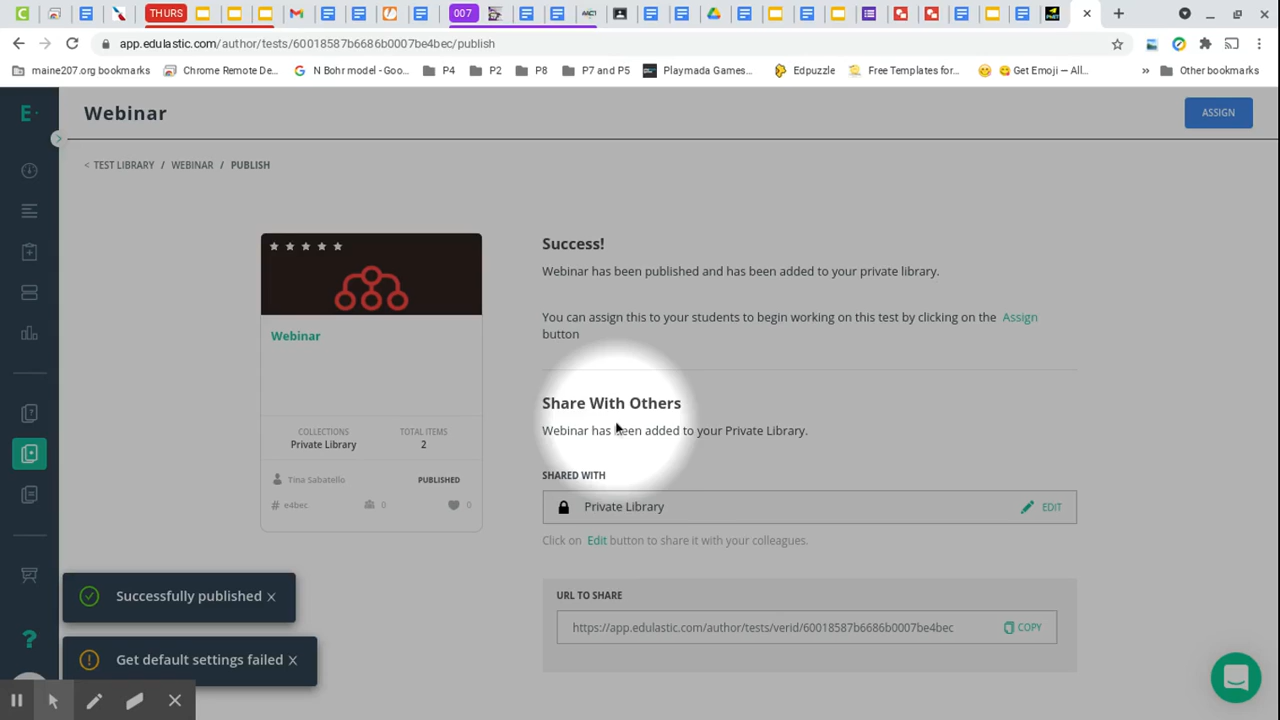 THURS
007
app.edulastic.com/author/tests/60018587b6686b0007be4bec/publish
maine207.org bookmarks
Chrome Remote De...
N Bohr model - Goo...
P4
P2
P8
P7 and P5
Playmada Games...
Edpuzzle
Free Templates for...
Get Emoji — All...
»
Other bookmarks
E
Webinar
ASSIGN
< TEST LIBRARY / WEBINAR / PUBLISH
Webinar
COLLECTIONS
Private Library
TOTAL ITEMS
2
Tina Sabatello
PUBLISHED
# e4bec
0
0
Success!
Webinar has been published and has been added to your private library.
You can assign this to your students to begin working on this test by clicking on the Assign
button
Share With Others
Webinar has been added to your Private Library.
SHARED WITH
Private Library
EDIT
Click on Edit button to share it with your colleagues.
URL TO SHARE
https://app.edulastic.com/author/tests/verid/60018587b6686b0007be4bec
COPY
Successfully published
Get default settings failed